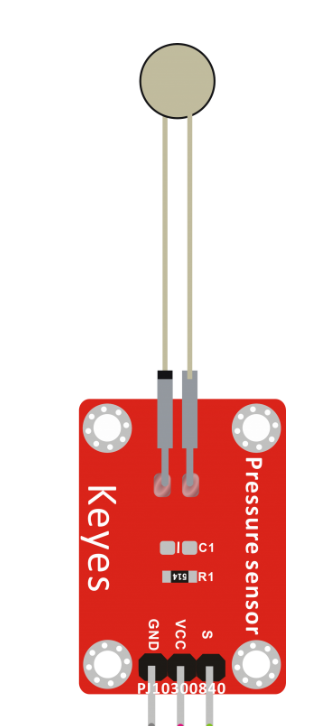 Keyes
Pressure sensor
C1
514
R1
GND
VCC
S
PJ10300840